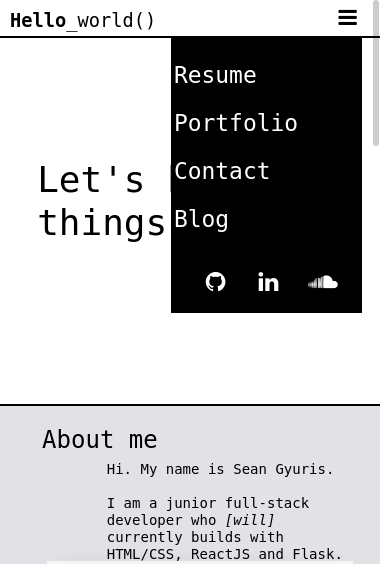 Hello_world()
Resume
Portfolio
Contact
Blog
Let's
things
About me
Hi. My name is Sean Gyuris.
I am a junior full-stack
developer who [will]
currently builds with
HTML/CSS, ReactJS and Flask.